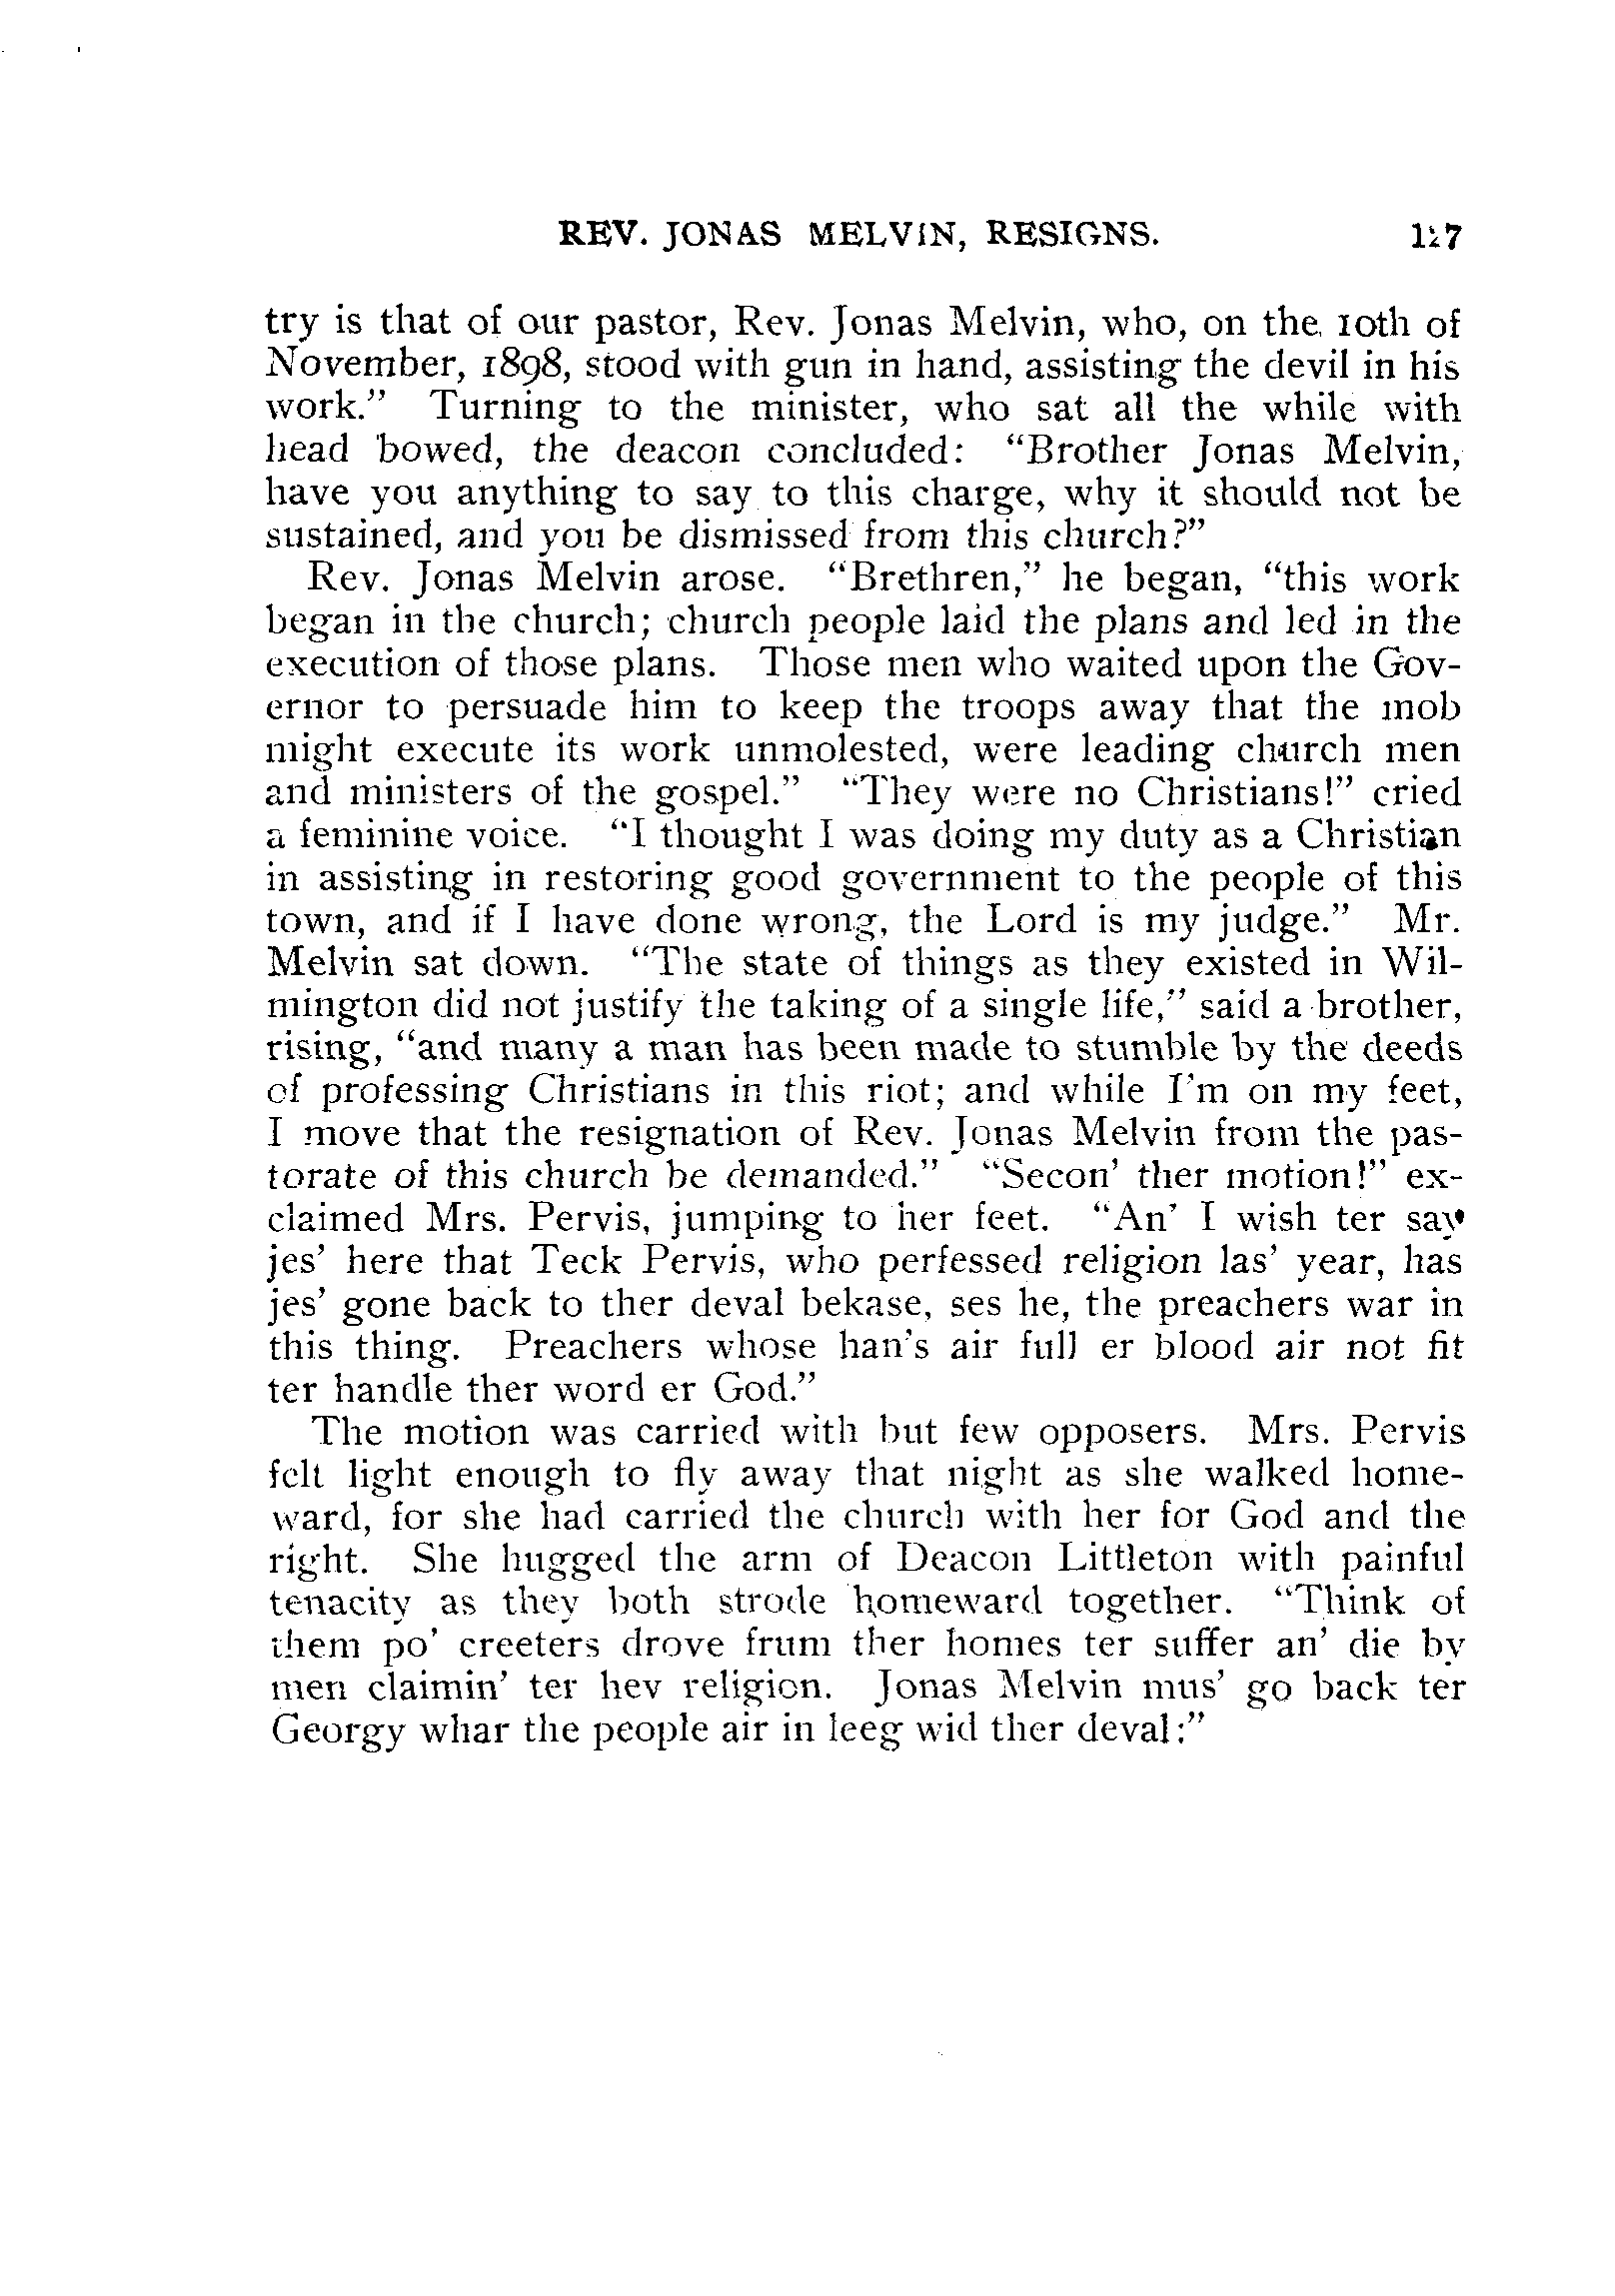 REV. JONAS MELVIN, RESIGNS. 127
try is that of our pastor, Rev. Jonas Melvin, who, on the 10th of
November, 1898, stood with gun in hand, assisting the devil in his
work.” Turning to the minister, who sat all the while with
head bowed, the deacon concluded: “Brother Jonas Melvin,
have you anything to say to this charge, why it should not be
sustained, and you be dismissed from this church?”
Rev. Jonas Melvin arose. “Brethren,” he began, “this work
began in the church; church people laid the plans and led in the
execution of those plans. Those men who waited upon the Gov-
ernor to persuade him to keep the troops away that the mob
might execute its work unmolested, were leading church men
and ministers of the gospel.” “They were no Christians!” cried
a feminine voice. “I thought I was doing my duty as a Christian
in assisting in restoring good government to the people of this
town, and if I have done wrong, the Lord is my judge.” Mr.
Melvin sat down. “The state of things as they existed in Wil-
mington did not justify the taking of a single life,” said a brother,
rising, “and many a man has been made to stumble by the deeds
of professing Christians in this riot; and while I’m on my feet,
I move that the resignation of Rev. Jonas Melvin from the pas-
torate of this church be demanded.” “Secon’ ther motion!” ex-
claimed Mrs. Pervis, jumping to her feet. “An’ I wish ter say
jes’ here that Teck Pervis, who perfessed religion las’ year, has
jes’ gone back to ther deval bekase, ses he, the preachers war in
this thing. Preachers whose han’s air full er blood air not fit
ter handle ther word er God.”
The motion was carried with but few opposers. Mrs. Pervis
felt light enough to fly away that night as she walked home-
ward, for she had carried the church with her for God and the
right. She hugged the arm of Deacon Littleton with painful
tenacity as they both strode homeward together. “Think of
them po’ creeters drove frum ther homes ter suffer an’ die by
men claimin’ ter hev religion. Jonas Melvin mus’ go back ter
Georgy whar the people air in leeg wid ther deval:”